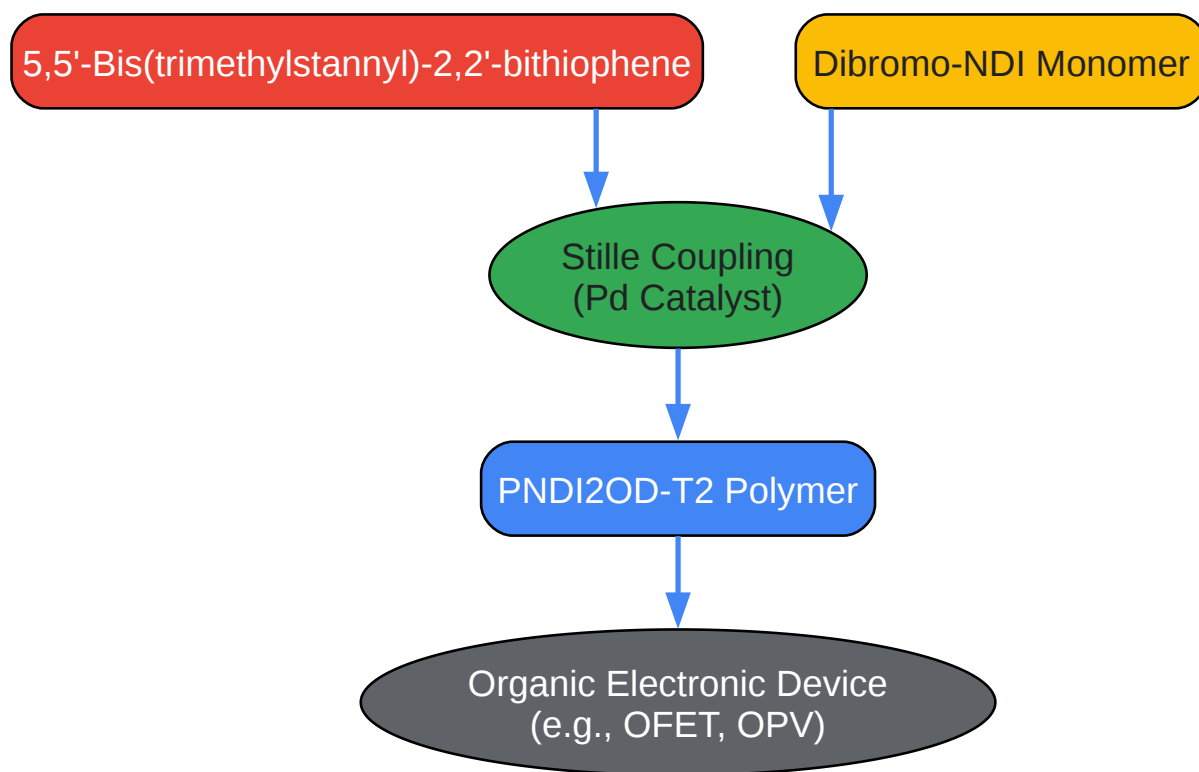 5,5'-Bis(trimethylstannyl)-2,2'-bithiophene
Dibromo-NDI Monomer
Stille Coupling
(Pd Catalyst)
PNDI2OD-T2 Polymer
Organic Electronic Device
(e.g., OFET, OPV)